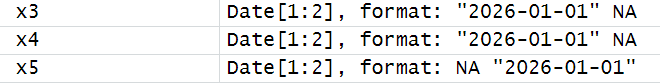 x3 Date[1:2], format: "2026-01-01" NA
x4 Date[1:2], format: "2026-01-01" NA
x5 Date[1:2], format: NA "2026-01-01"